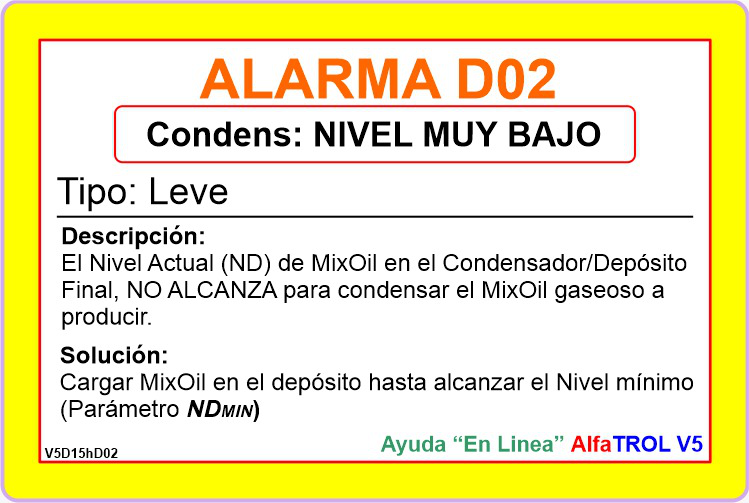 ALARMA D02
Condens: NIVEL MUY BAJO
Tipo: Leve
Descripción:
El Nivel Actual (ND) de MixOil en el Condensador/Depósito
Final, NO ALCANZA para condensar el MixOil gaseoso a
producir.
Solución:
Cargar MixOil en el depósito hasta alcanzar el Nivel mínimo
(Parámetro NDMIN)
Ayuda “En Linea” AlfaTROL V5
V5D15hD02